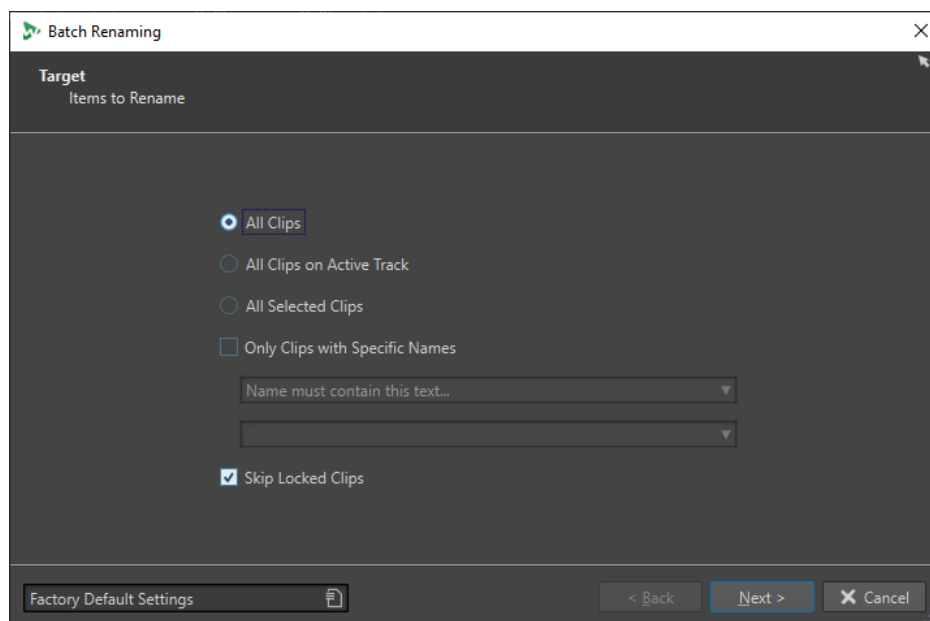 Batch Renaming
Target
Items to Rename
All Clips
All Clips on Active Track
All Selected Clips
Only Clips with Specific Names
Name must contain this text...
Skip Locked Clips
Factory Default Settings
< Back
Next >
Cancel